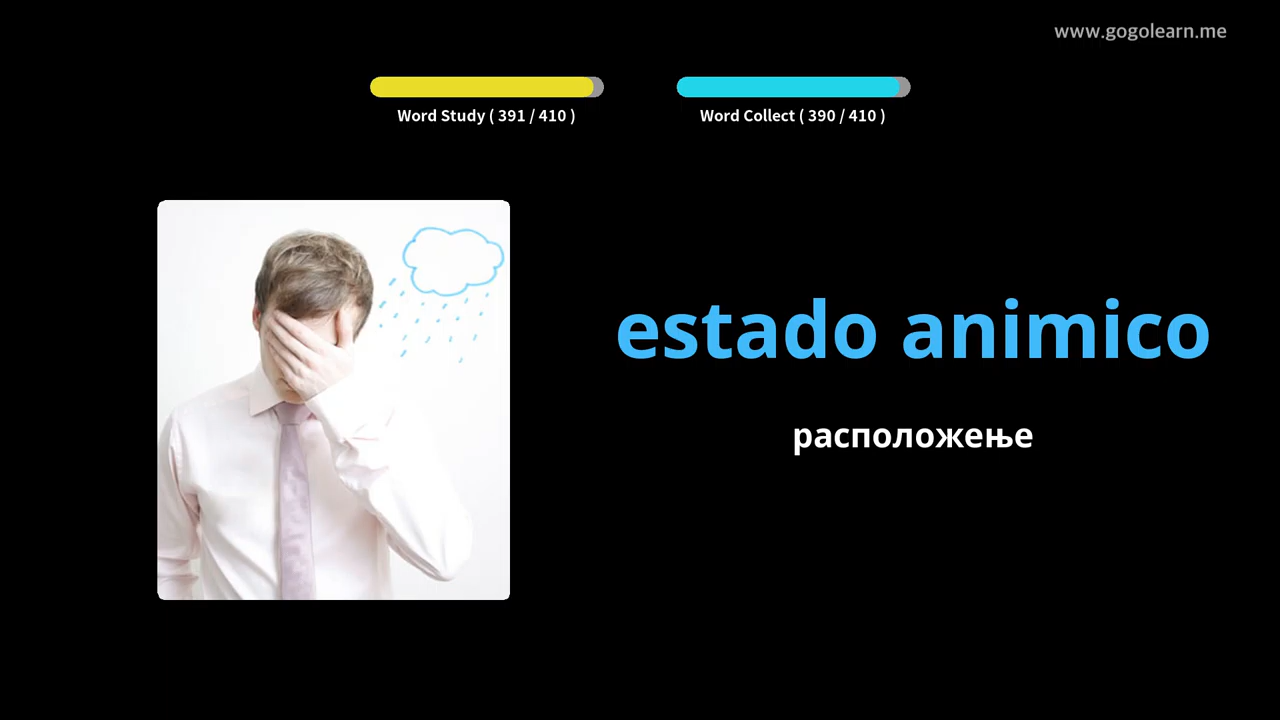 www.gogolearn.me
Word Study ( 391 / 410 )
Word Collect ( 390 / 410 )
estado animico
расположење